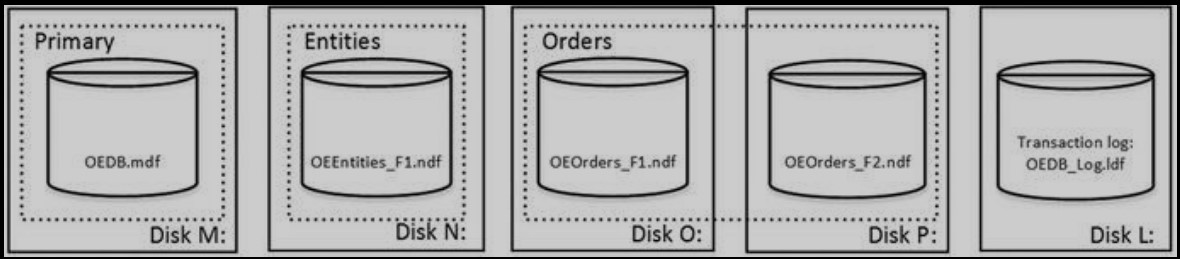 Primary
OEDB.mdf
Disk M:
Entities
OEEntities_F1.ndf
Disk N:
Orders
OEOrders_F1.ndf
Disk O:
OEOrders_F2.ndf
Disk P:
Transaction log:
OEDB_Log.ldf
Disk L: